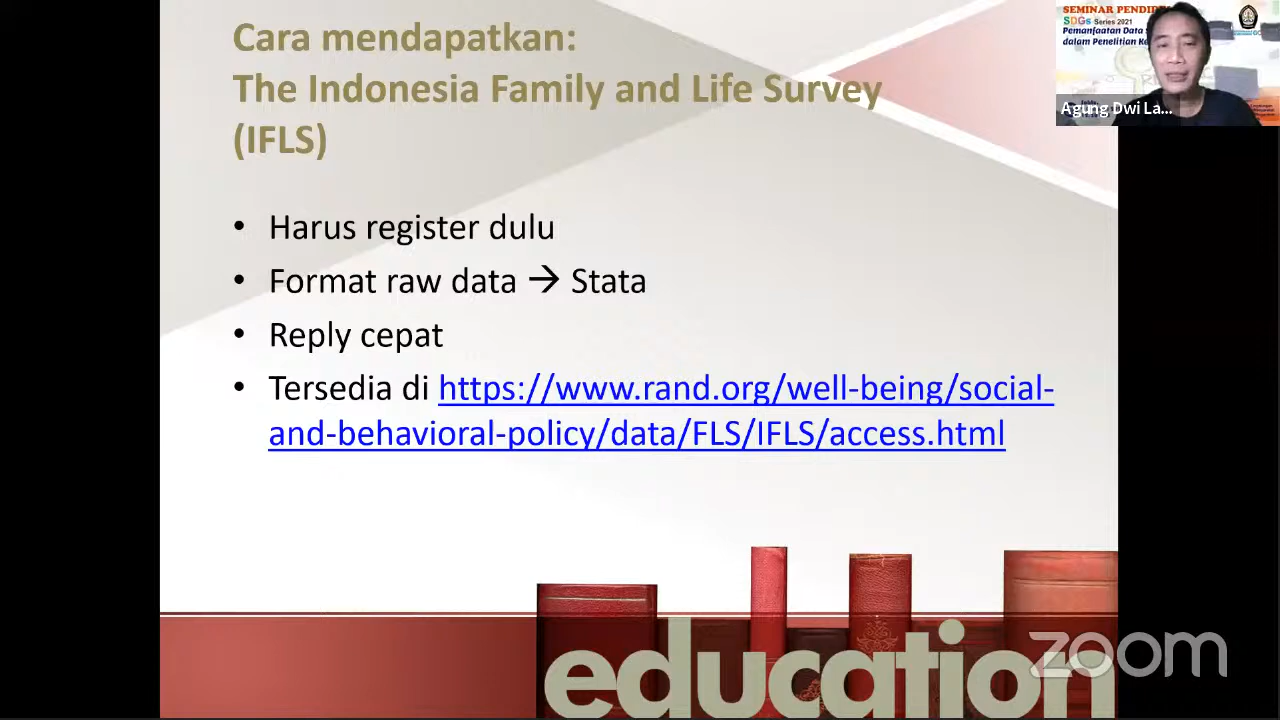 Cara mendapatkan:
The Indonesia Family and Life Survey
(IFLS)
• Harus register dulu
• Format raw data → Stata
• Reply cepat
• Tersedia di https://www.rand.org/well-being/social-
and-behavioral-policy/data/FLS/IFLS/access.html
education
zoom
SEMINAR
SDGs Series 2021
Pemanfaatan Data
dalam Penelitian
Agung Dwi La...